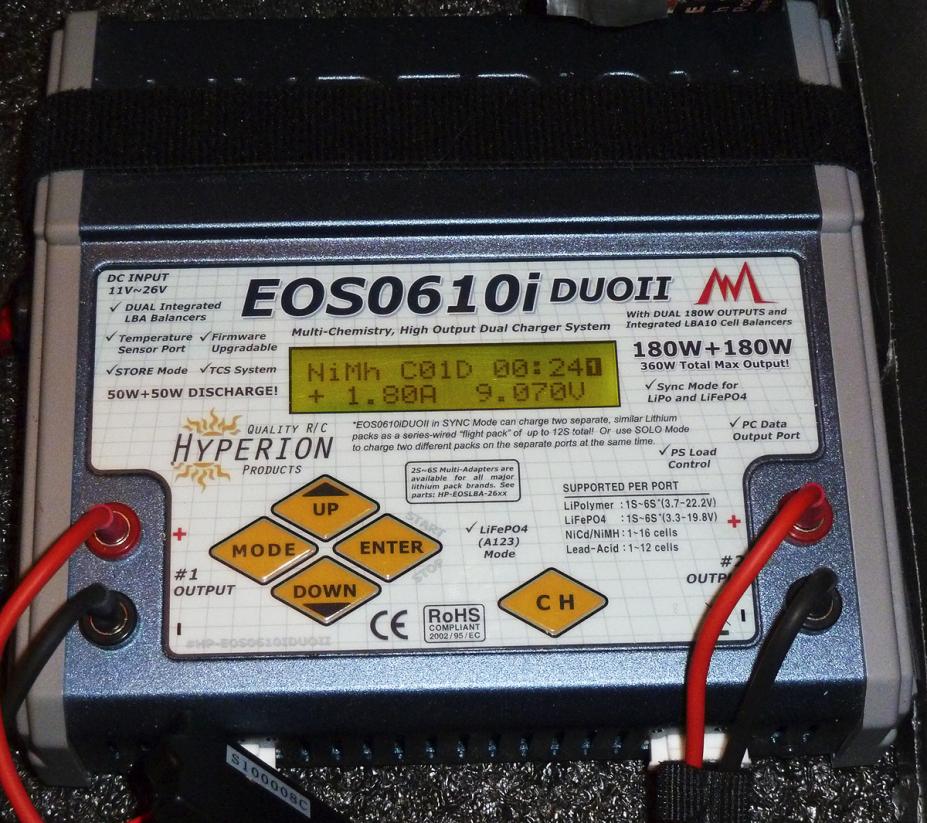 DC INPUT
11V~26V
✓ DUAL Integrated
LBA Balancers
✓ Temperature
Sensor Port
✓ Firmware
Upgradable
✓ STORE Mode
✓ TCS System
50W+50W DISCHARGE!
EOS0610i DUOII
Multi-Chemistry, High Output Dual Charger System
With DUAL 180W OUTPUTS and
Integrated LBA10 Cell Balancers
180W+180W
360W Total Max Output!
✓ Sync Mode for
LiPo and LiFePO4
✓ PC Data
Output Port
✓ PS Load
Control
NiMh C01D 00:24 1
+ 1.80A 9.070V
QUALITY R/C
HYPERION
PRODUCTS
*EOS0610iDUOII in SYNC Mode can charge two separate, similar Lithium
packs as a series-wired "flight pack" of up to 12S total! Or use SOLO Mode
to charge two different packs on the separate ports at the same time.
2S~6S Multi-Adapters are
available for all major
lithium pack brands. See
parts: HP-EOSLBA-26xx
SUPPORTED PER PORT
LiPolymer : 1S~6S*(3.7~22.2V)
LiFePO4 : 1S~6S*(3.3~19.8V)
NiCd/NiMH : 1~16 cells
Lead-Acid : 1~12 cells
UP
MODE
ENTER
DOWN
START
STOP
✓ LiFePO4
(A123)
Mode
CH
+
#1
OUTPUT
-
+
#2
CE
RoHS
COMPLIANT
2002/95/EC
#HP-EOS0610IDUOII
S100008C